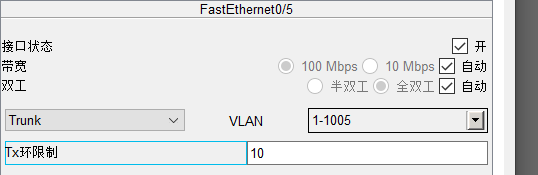 FastEthernet0/5
接口状态 开
带宽 100 Mbps 10 Mbps 自动
双工 半双工 全双工 自动
Trunk VLAN 1-1005
Tx环限制 10